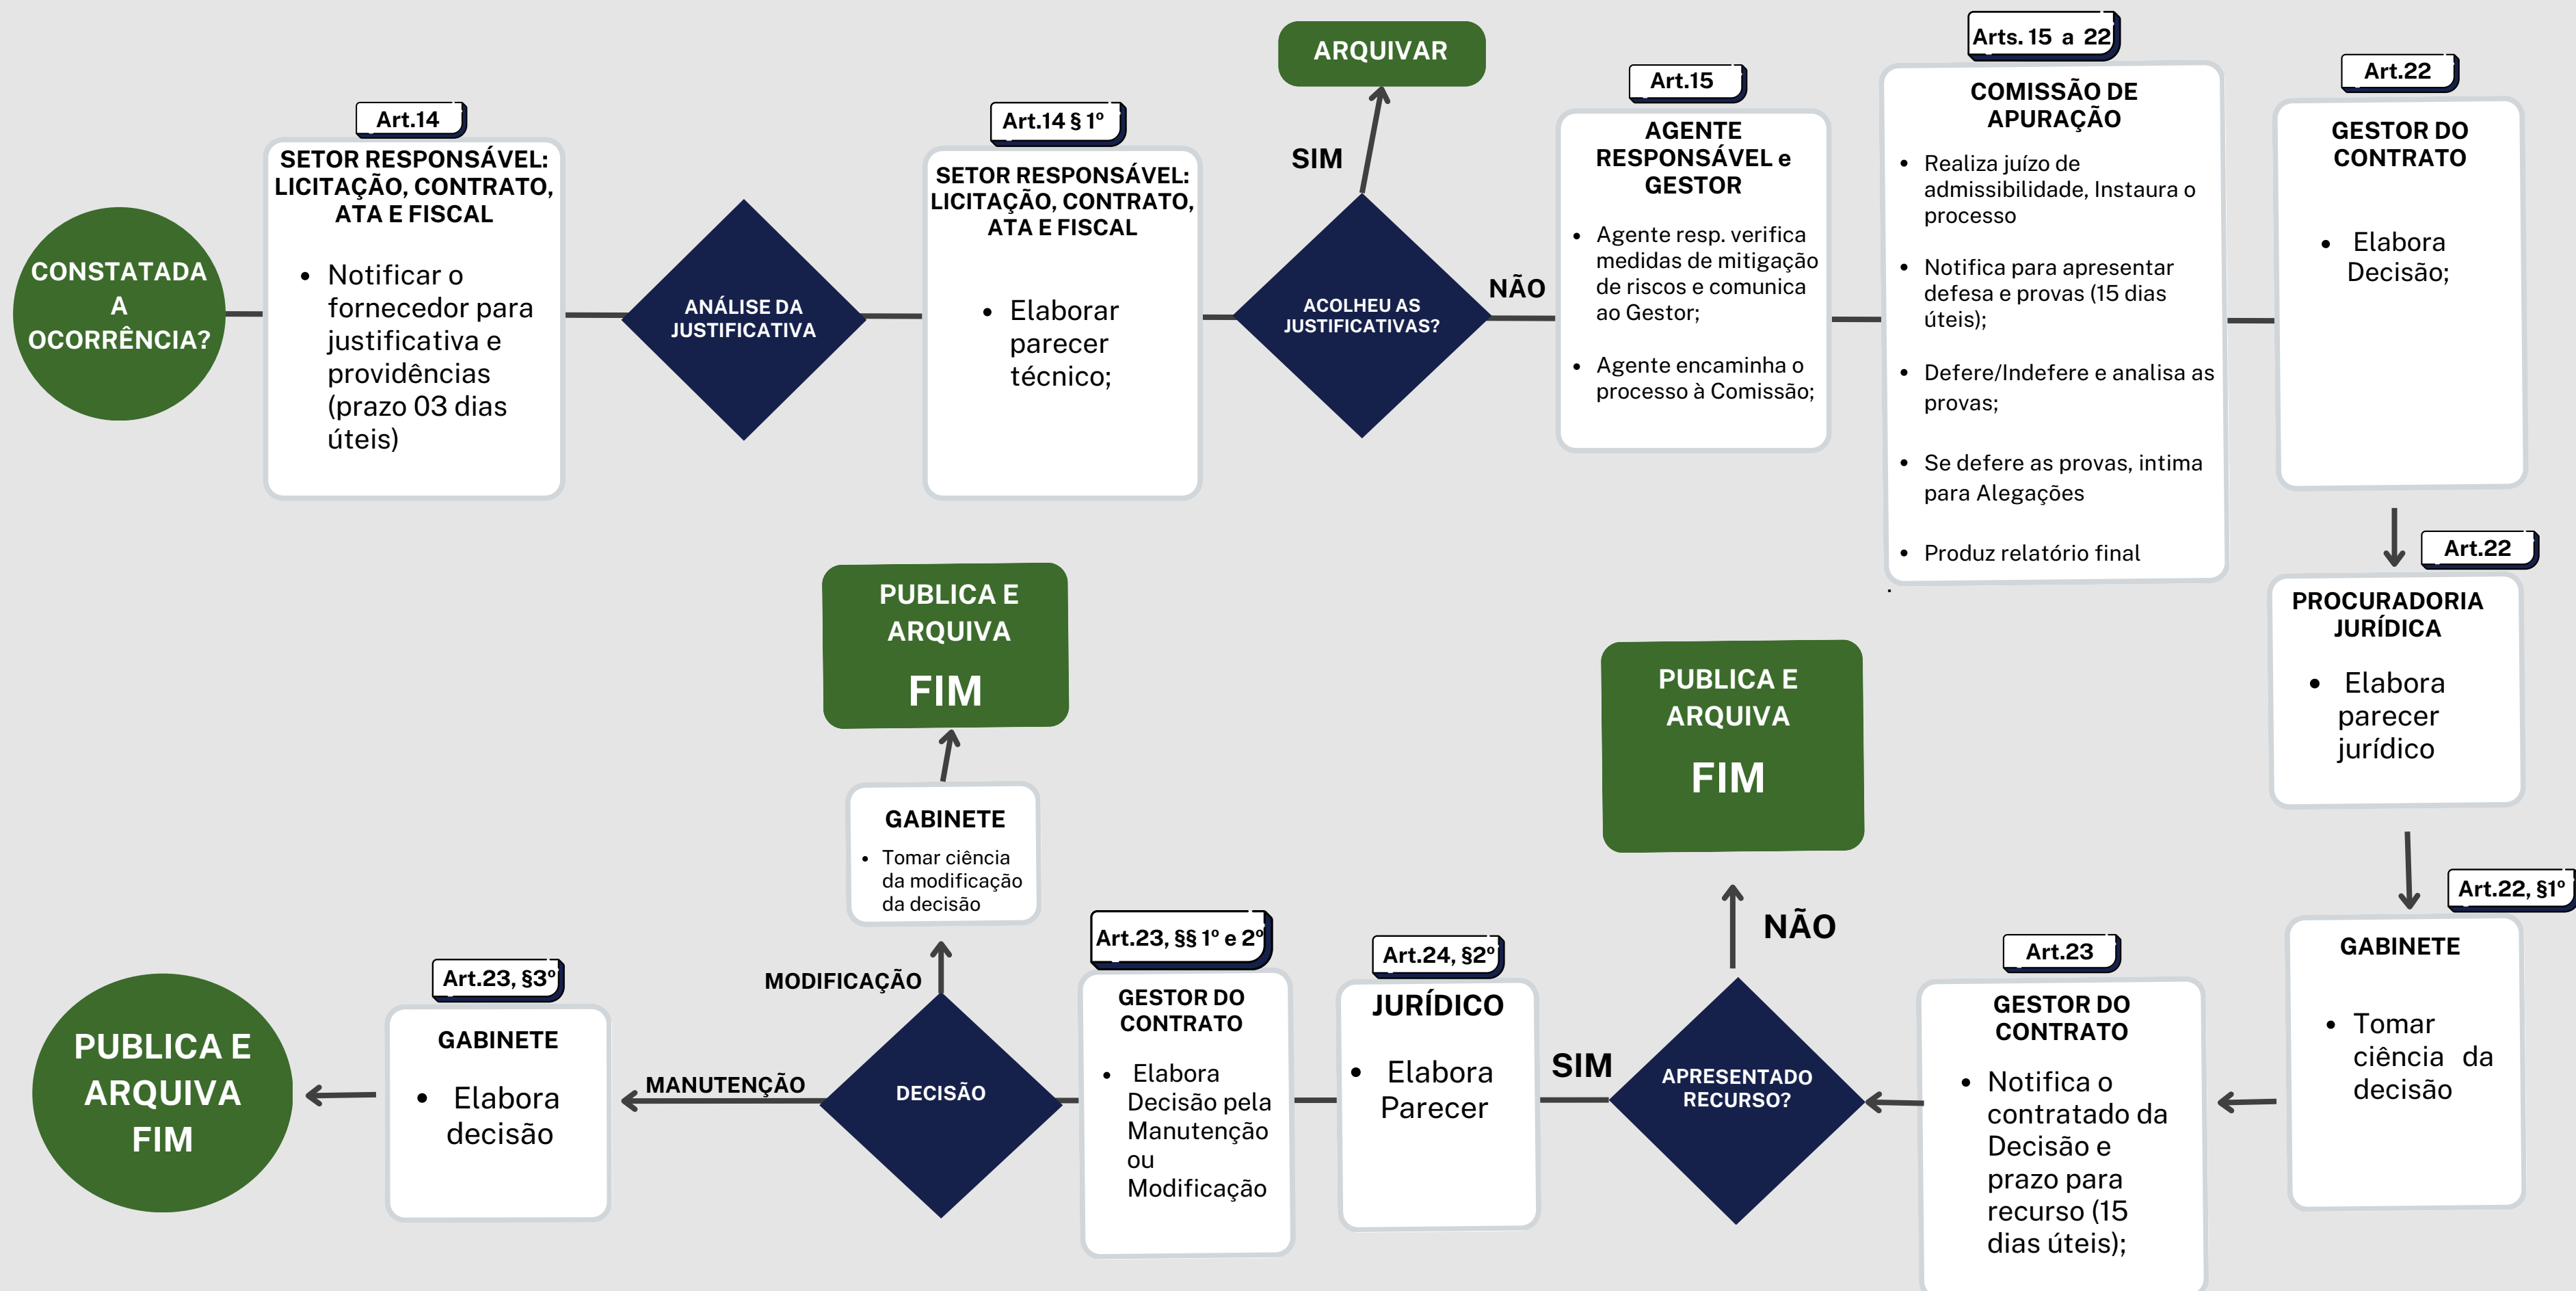 CONSTATADA
A
OCORRÊNCIA?
Art.14
SETOR RESPONSÁVEL:
LICITAÇÃO, CONTRATO,
ATA E FISCAL
• Notificar o
fornecedor para
justificativa e
providências
(prazo 03 dias
úteis)
ANÁLISE DA
JUSTIFICATIVA
Art.14 § 1º
SETOR RESPONSÁVEL:
LICITAÇÃO, CONTRATO,
ATA E FISCAL
• Elaborar
parecer
técnico;
ACOLHEU AS
JUSTIFICATIVAS?
SIM
ARQUIVAR
NÃO
Art.15
AGENTE
RESPONSÁVEL e
GESTOR
• Agente resp. verifica
medidas de mitigação
de riscos e comunica
ao Gestor;
• Agente encaminha o
processo à Comissão;
Arts. 15 a 22
COMISSÃO DE
APURAÇÃO
• Realiza juízo de
admissibilidade, Instaura o
processo
• Notifica para apresentar
defesa e provas (15 dias
úteis);
• Defere/Indefere e analisa as
provas;
• Se defere as provas, intima
para Alegações
• Produz relatório final
.
Art.22
GESTOR DO
CONTRATO
• Elabora
Decisão;
Art.22
PROCURADORIA
JURÍDICA
• Elabora
parecer
jurídico
Art.22, §1º
GABINETE
• Tomar
ciência da
decisão
Art.23
GESTOR DO
CONTRATO
• Notifica o
contratado da
Decisão e
prazo para
recurso (15
dias úteis);
APRESENTADO
RECURSO?
NÃO
PUBLICA E
ARQUIVA
FIM
SIM
Art.24, §2º
JURÍDICO
• Elabora
Parecer
Art.23, §§ 1º e 2º
GESTOR DO
CONTRATO
• Elabora
Decisão pela
Manutenção
ou
Modificação
DECISÃO
MODIFICAÇÃO
GABINETE
• Tomar ciência
da modificação
da decisão
PUBLICA E
ARQUIVA
FIM
MANUTENÇÃO
Art.23, §3º
GABINETE
• Elabora
decisão
PUBLICA E
ARQUIVA
FIM